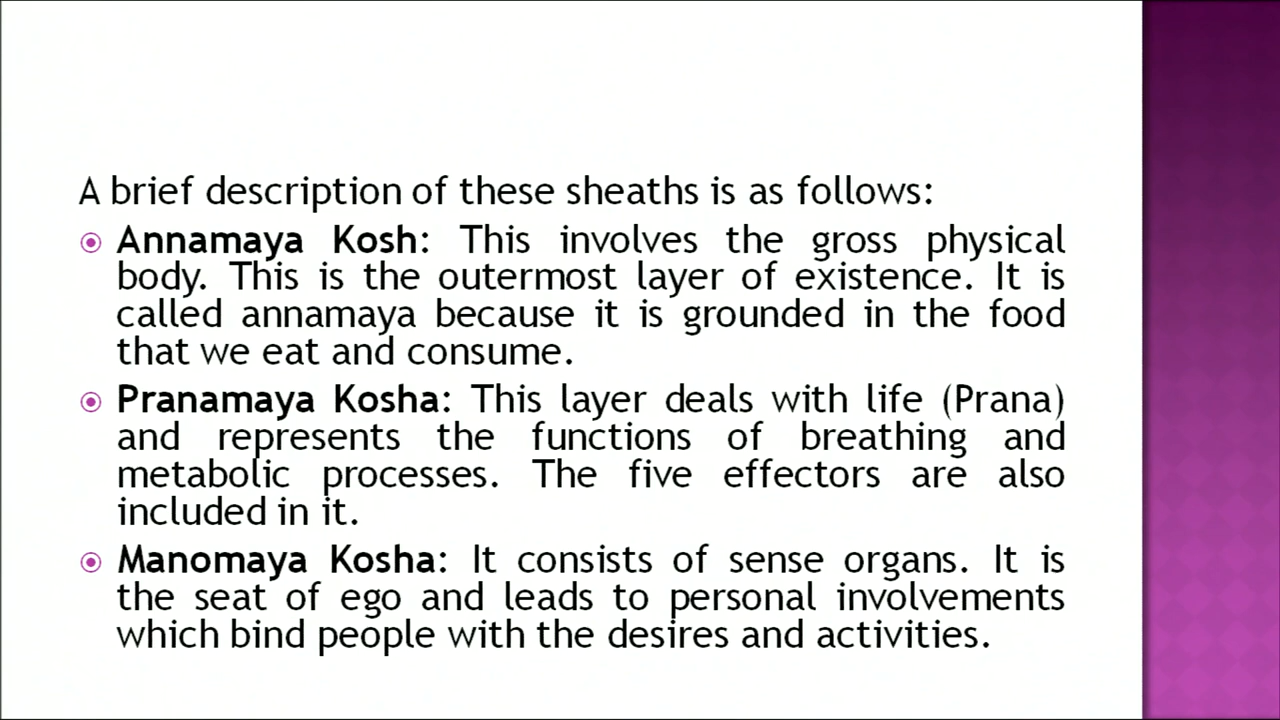 A brief description of these sheaths is as follows:
Annamaya Kosh: This involves the gross physical
body. This is the outermost layer of existence. It is
called annamaya because it is grounded in the food
that we eat and consume.
Pranamaya Kosha: This layer deals with life (Prana)
and represents the functions of breathing and
metabolic processes. The five effectors are also
included in it.
Manomaya Kosha: It consists of sense organs. It is
the seat of ego and leads to personal involvements
which bind people with the desires and activities.